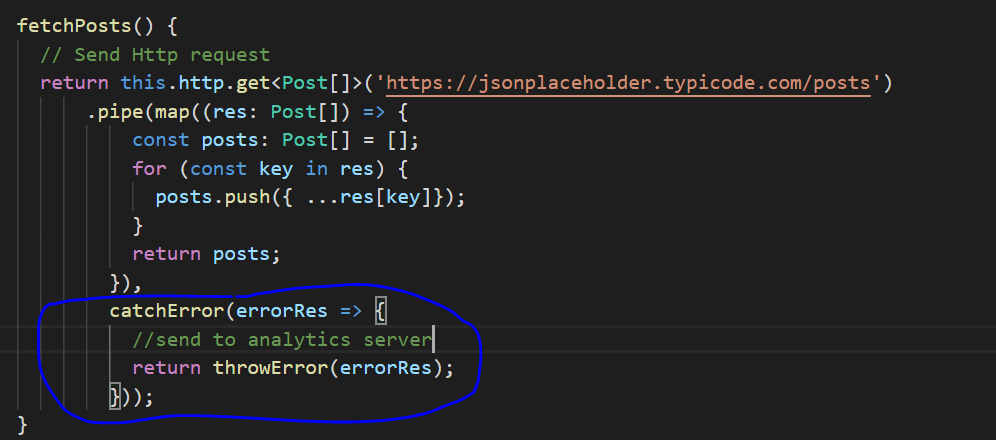 fetchPosts() {
// Send Http request
return this.http.get<Post[]>('https://jsonplaceholder.typicode.com/posts')
.pipe(map((res: Post[]) => {
const posts: Post[] = [];
for (const key in res) {
posts.push({ ...res[key]});
}
return posts;
}),
catchError(errorRes => {
//send to analytics server
return throwError(errorRes);
}));
}